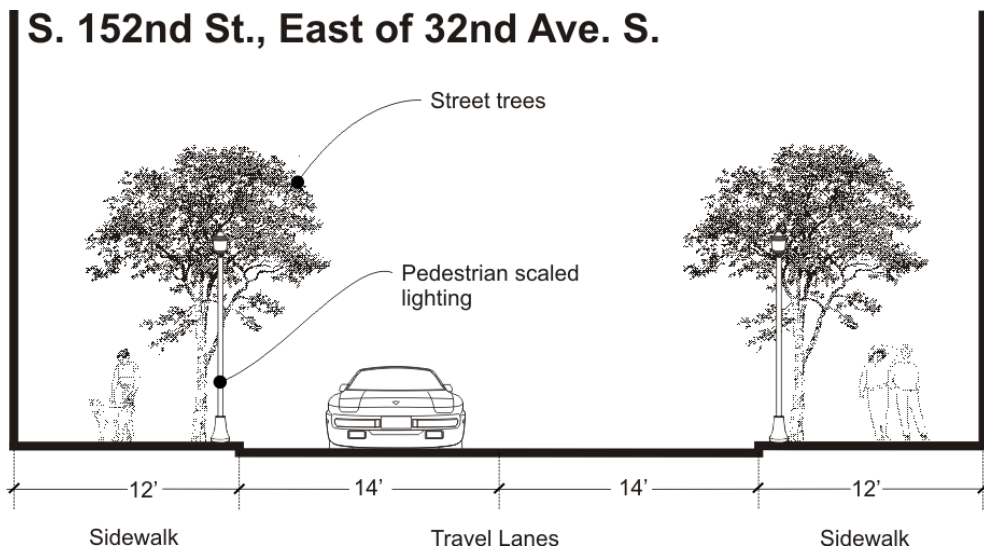 S. 152nd St., East of 32nd Ave. S.
Street trees
Pedestrian scaled
lighting
12’ 14’ 14’ 12’
Sidewalk Travel Lanes Sidewalk